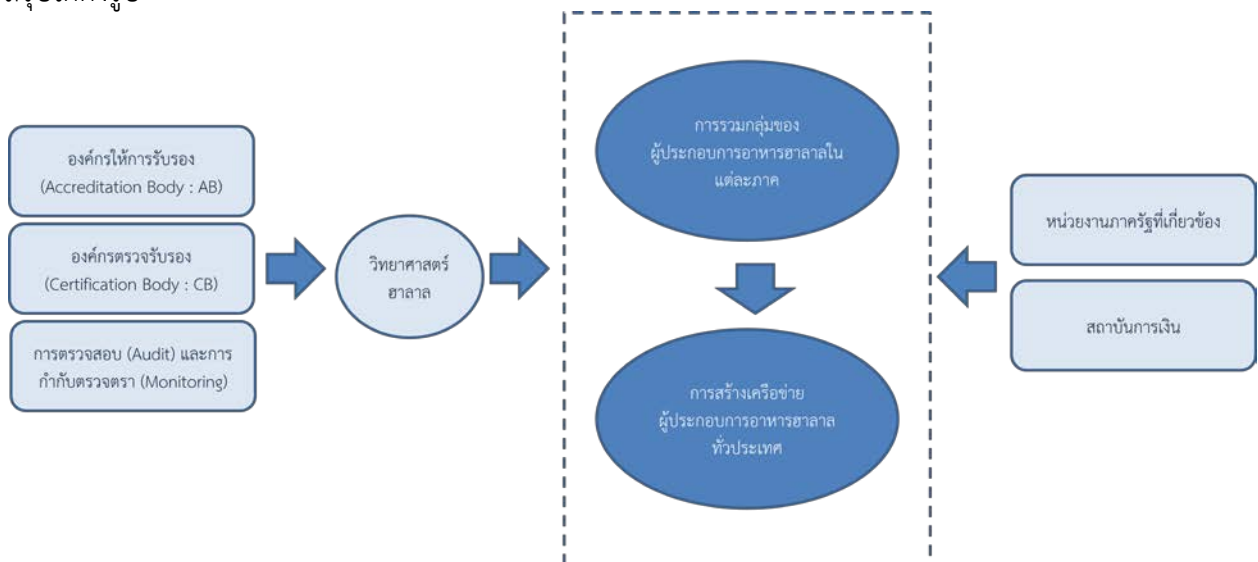 องค์กรให้การรับรอง
(Accreditation Body : AB)
องค์กรตรวจรับรอง
(Certification Body : CB)
การตรวจสอบ (Audit) และการ
กำกับตรวจตรา (Monitoring)
วิทยาศาสตร์
ฮาลาล
การรวมกลุ่มของ
ผู้ประกอบการอาหารฮาลาลใน
แต่ละภาค
การสร้างเครือข่าย
ผู้ประกอบการอาหารฮาลาล
ทั่วประเทศ
หน่วยงานภาครัฐที่เกี่ยวข้อง
สถาบันการเงิน